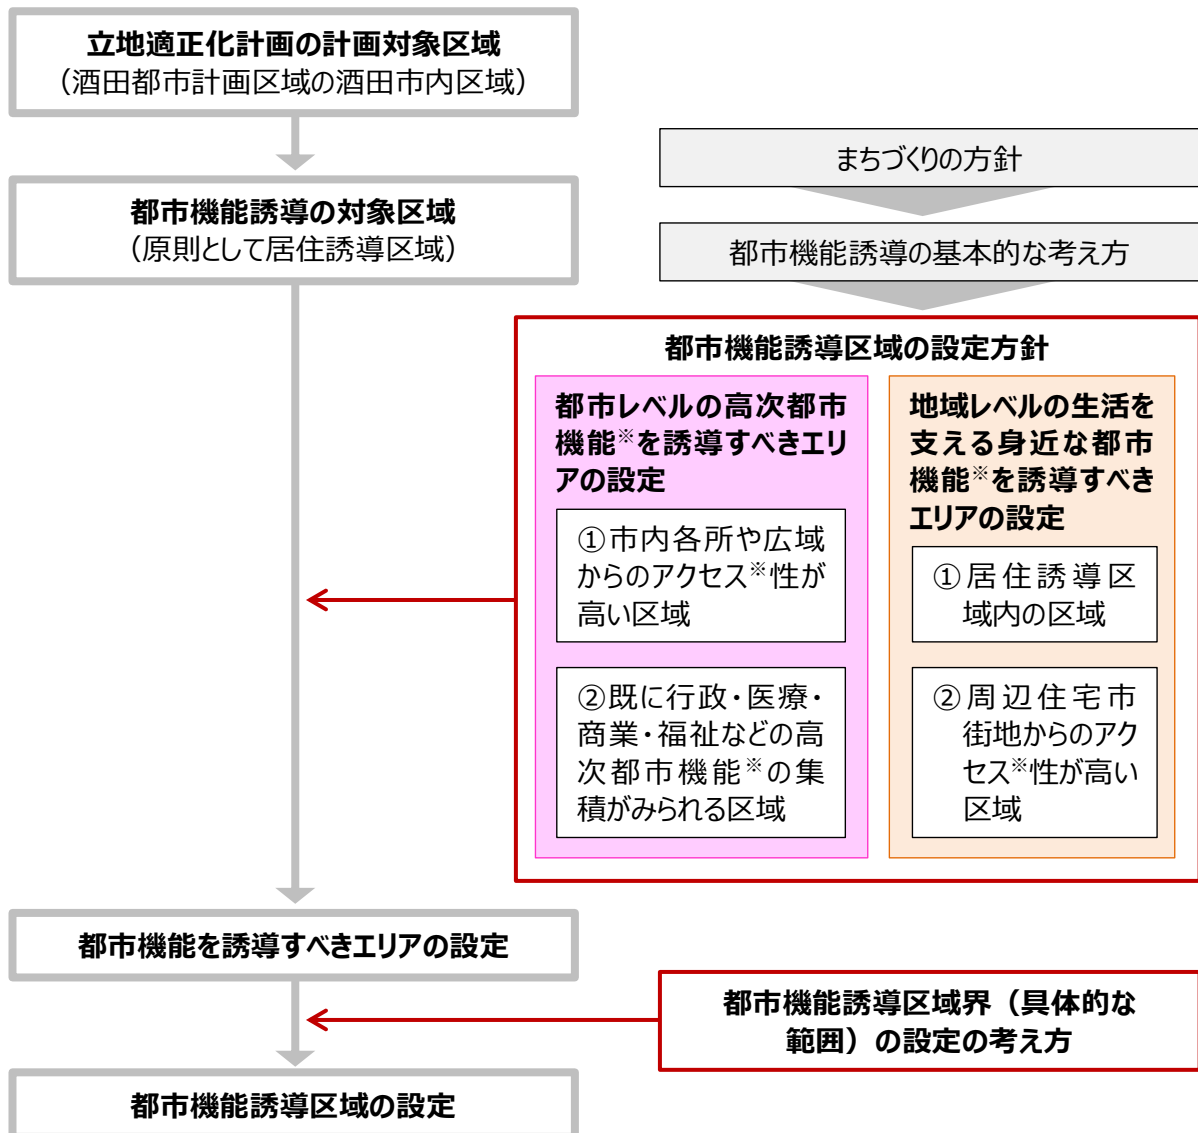 立地適正化計画の計画対象区域
（酒田都市計画区域の酒田市内区域）
都市機能誘導の対象区域
（原則として居住誘導区域）
まちづくりの方針
都市機能誘導の基本的な考え方
都市機能誘導区域の設定方針
都市レベルの高次都市
機能※を誘導すべきエリ
アの設定
①市内各所や広域
からのアクセス※性が
高い区域
②既に行政・医療・
商業・福祉などの高
次都市機能※の集
積がみられる区域
地域レベルの生活を
支える身近な都市
機能※を誘導すべき
エリアの設定
①居住誘導区
域内の区域
②周辺住宅市
街地からのアク
セス※性が高い
区域
都市機能を誘導すべきエリアの設定
都市機能誘導区域界（具体的な
範囲）の設定の考え方
都市機能誘導区域の設定